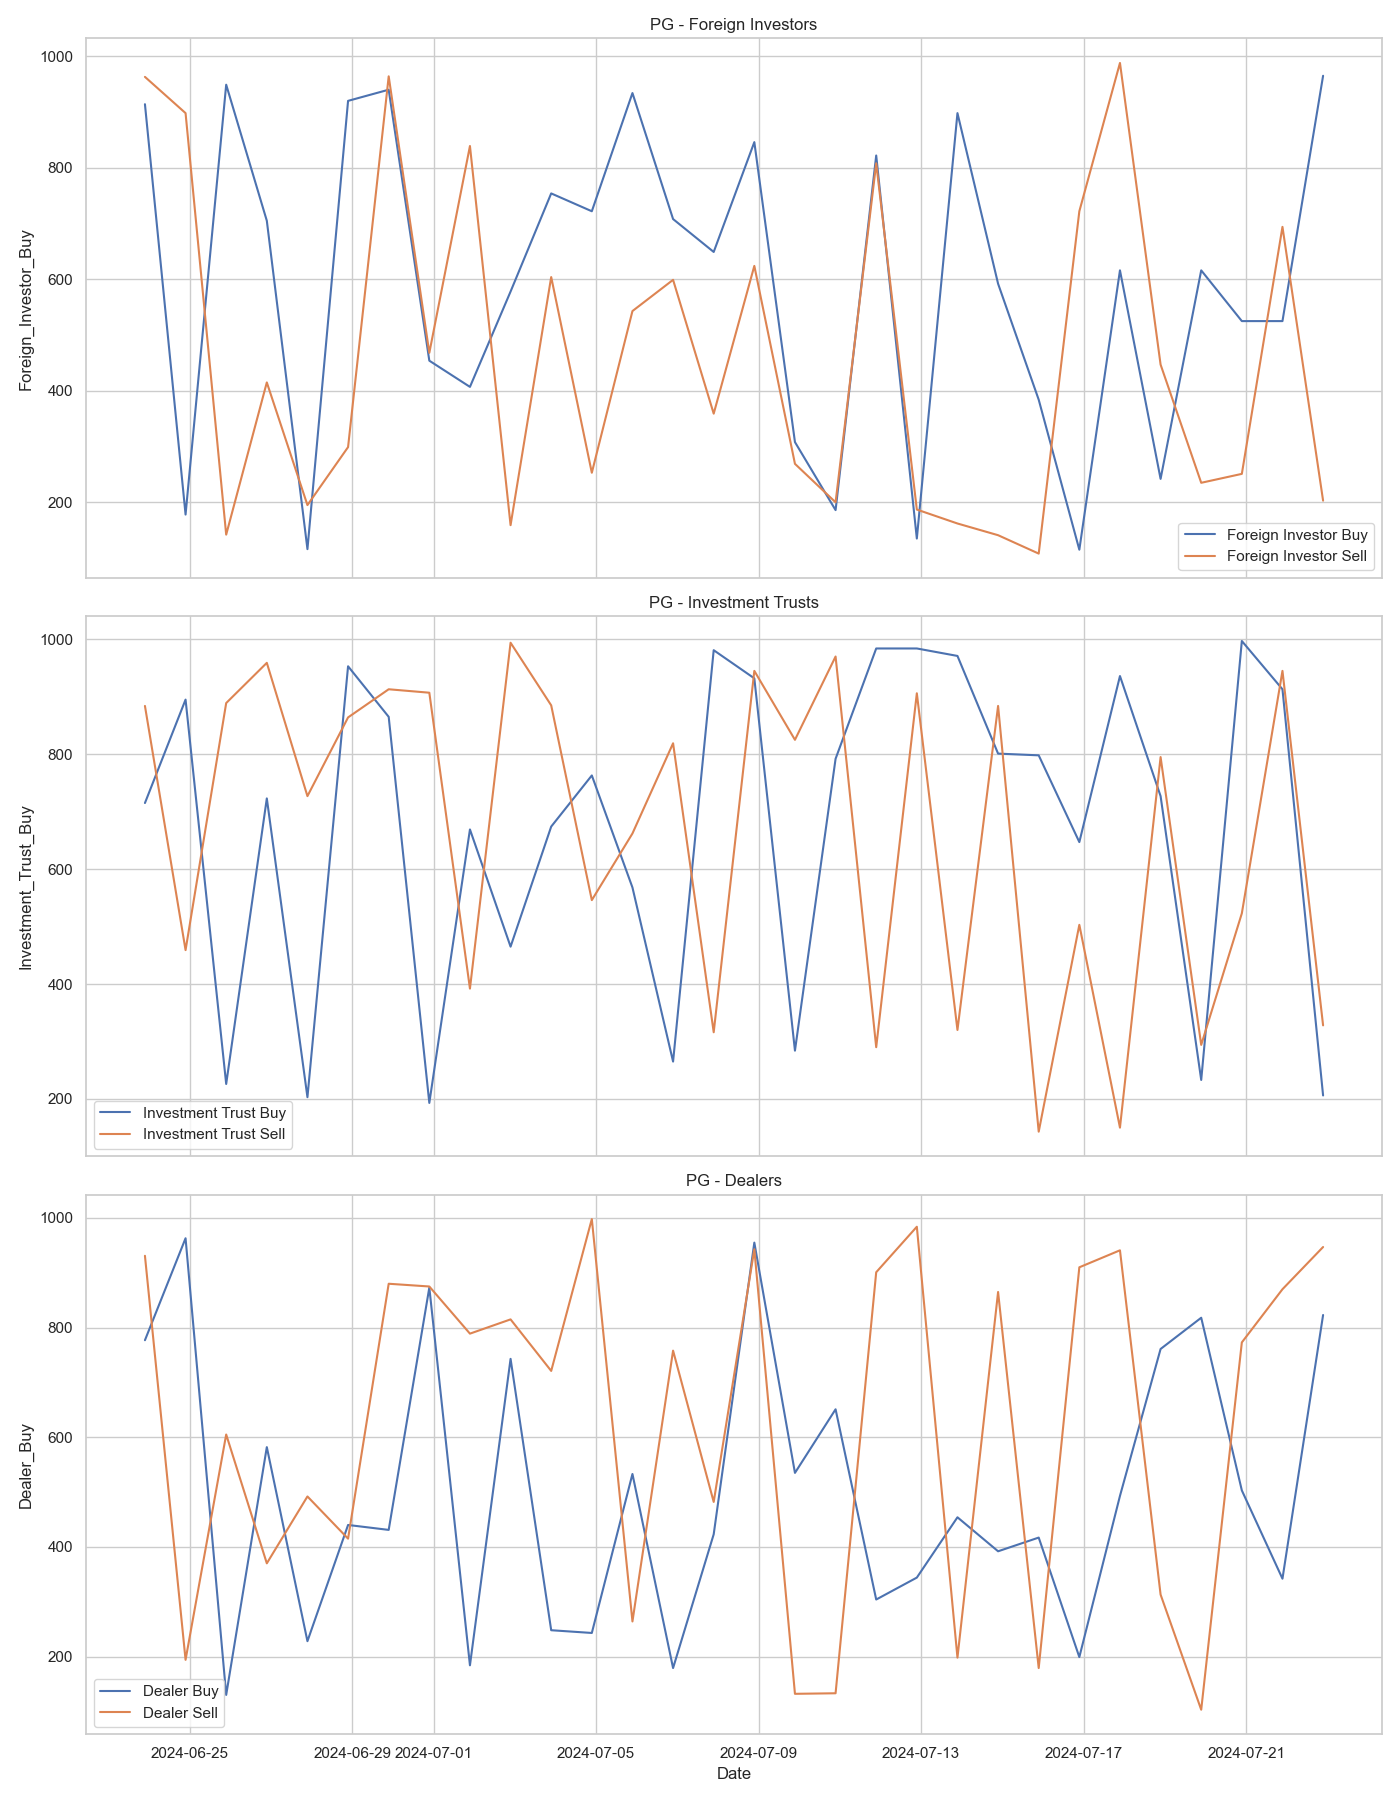 PG - Foreign Investors
1000
800
600
400
200
Foreign_Investor_Buy
Foreign Investor Buy
Foreign Investor Sell
PG - Investment Trusts
1000
800
600
400
200
Investment_Trust_Buy
Investment Trust Buy
Investment Trust Sell
PG - Dealers
1000
800
600
400
200
Dealer_Buy
Dealer Buy
Dealer Sell
2024-06-25 2024-06-29 2024-07-01 2024-07-05 2024-07-09 2024-07-13 2024-07-17 2024-07-21
Date